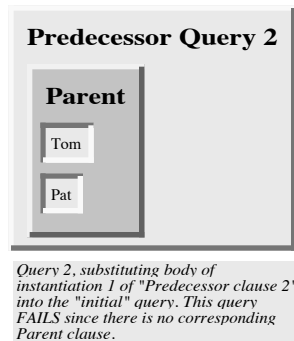 Predecessor Query 2
Parent
Tom
Pat
Query 2, substituting body of
instantiation 1 of "Predecessor clause 2"
into the "initial" query. This query
FAILS since there is no corresponding
Parent clause.